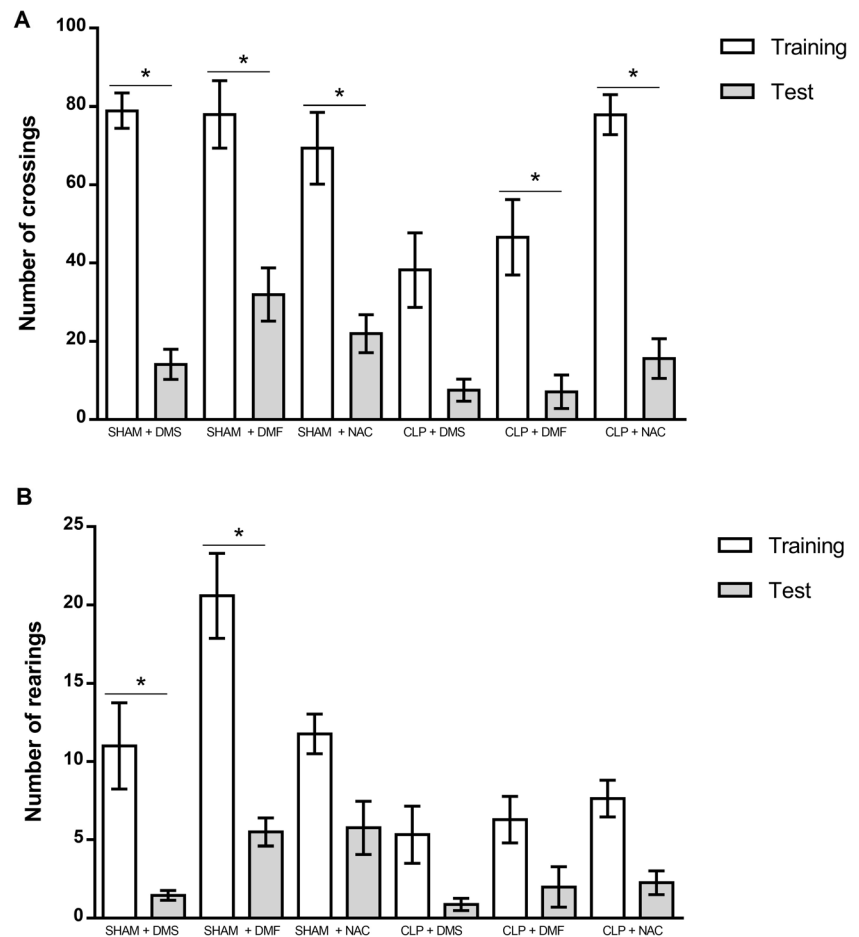 A
100
80
60
40
20
0
Number of crossings
*
*
*
*
*
Training
Test
SHAM + DMS
SHAM + DMF
SHAM + NAC
CLP + DMS
CLP + DMF
CLP + NAC
B
25
20
15
10
5
0
Number of rearings
*
*
Training
Test
SHAM + DMS
SHAM + DMF
SHAM + NAC
CLP + DMS
CLP + DMF
CLP + NAC